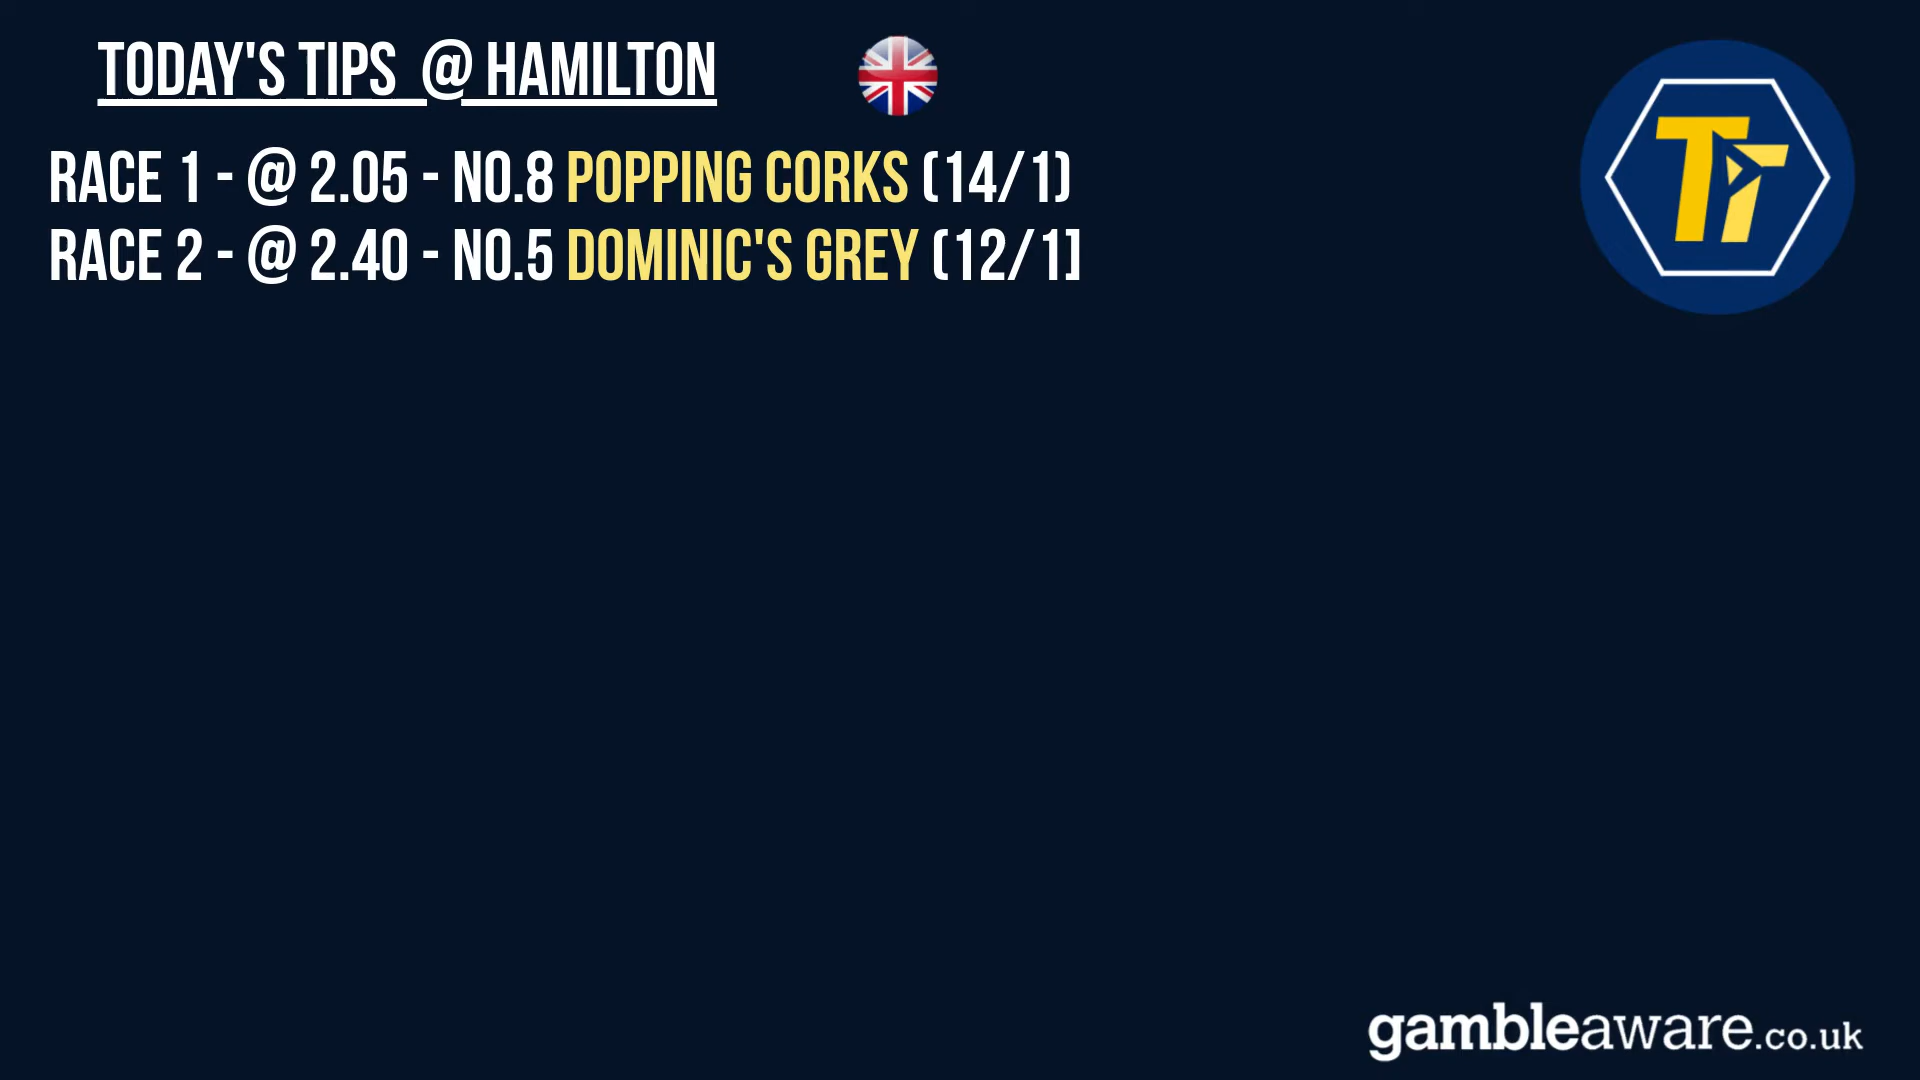 TODAY'S TIPS @ HAMILTON
RACE 1 - @ 2.05 - NO.8 POPPING CORKS (14/1)
RACE 2 - @ 2.40 - NO.5 DOMINIC'S GREY (12/1]
TT
gambleaware.co.uk